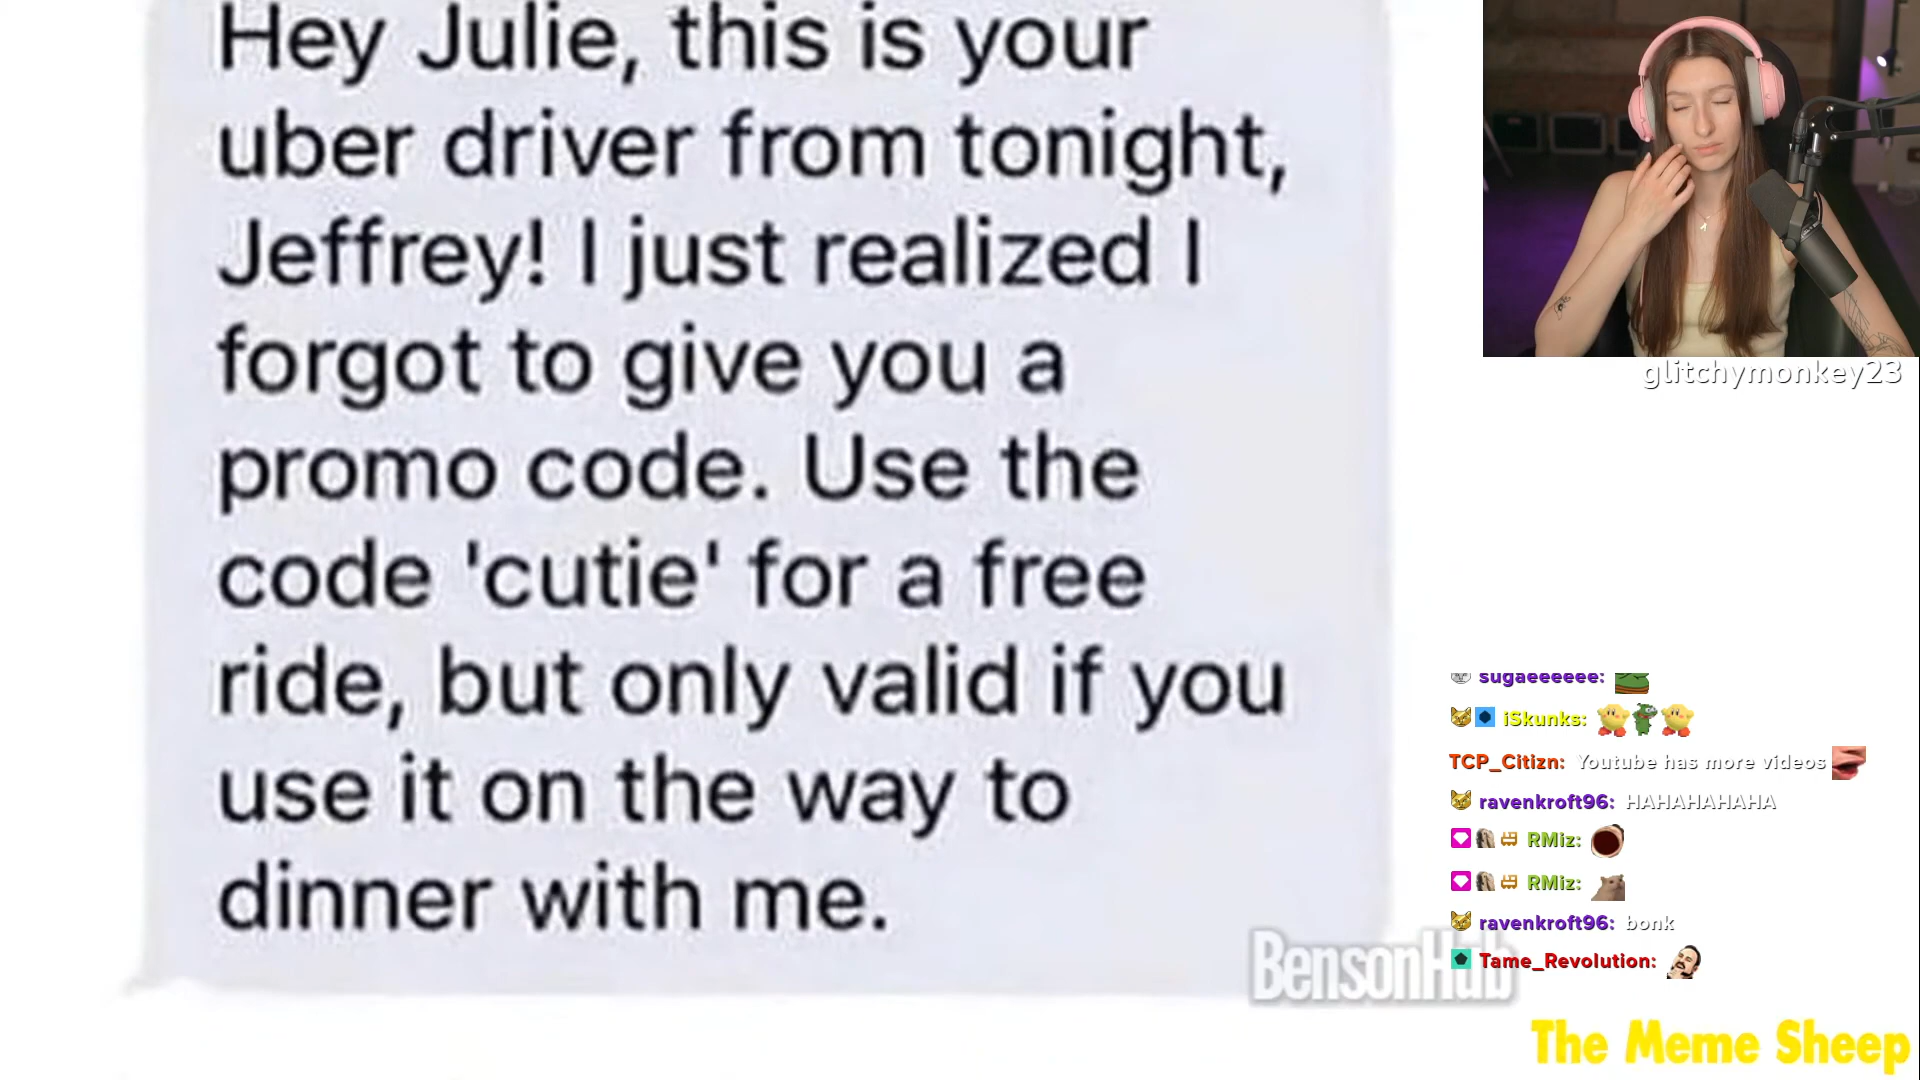 Hey Julie, this is your
uber driver from tonight,
Jeffrey! I just realized I
forgot to give you a
promo code. Use the
code 'cutie' for a free
ride, but only valid if you
use it on the way to
dinner with me.
BensonHub
glitchymonkey23
sugaeeeeee:
iSkunks:
TCP_Citizn: Youtube has more videos
ravenkroft96: HAHAHAHAHA
RMiz:
RMiz:
ravenkroft96: bonk
Tame_Revolution:
The Meme Sheep